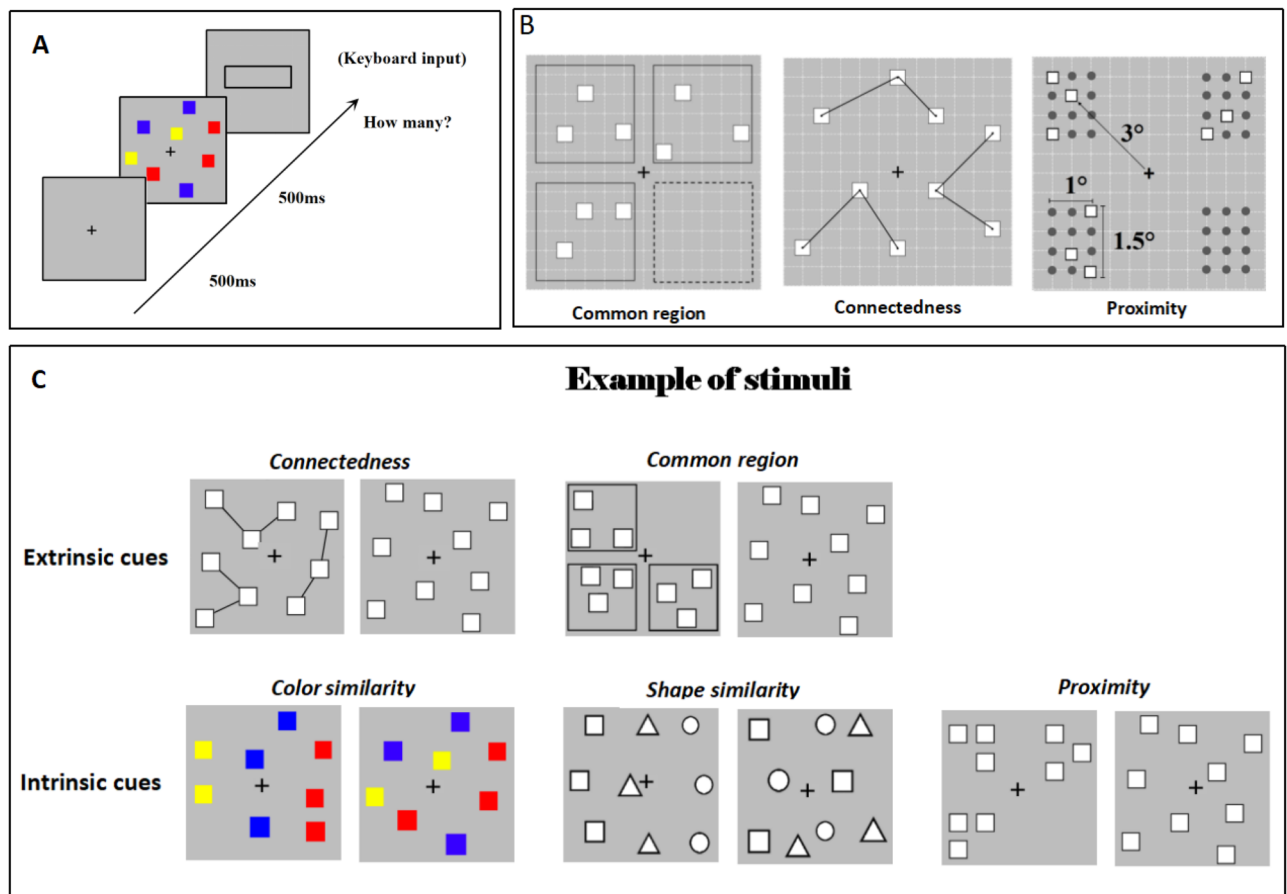 A
(Keyboard input)
How many?
500ms
500ms
B
3°
1°
1.5°
Common region
Connectedness
Proximity
C
Example of stimuli
Connectedness
Common region
Extrinsic cues
Color similarity
Shape similarity
Proximity
Intrinsic cues